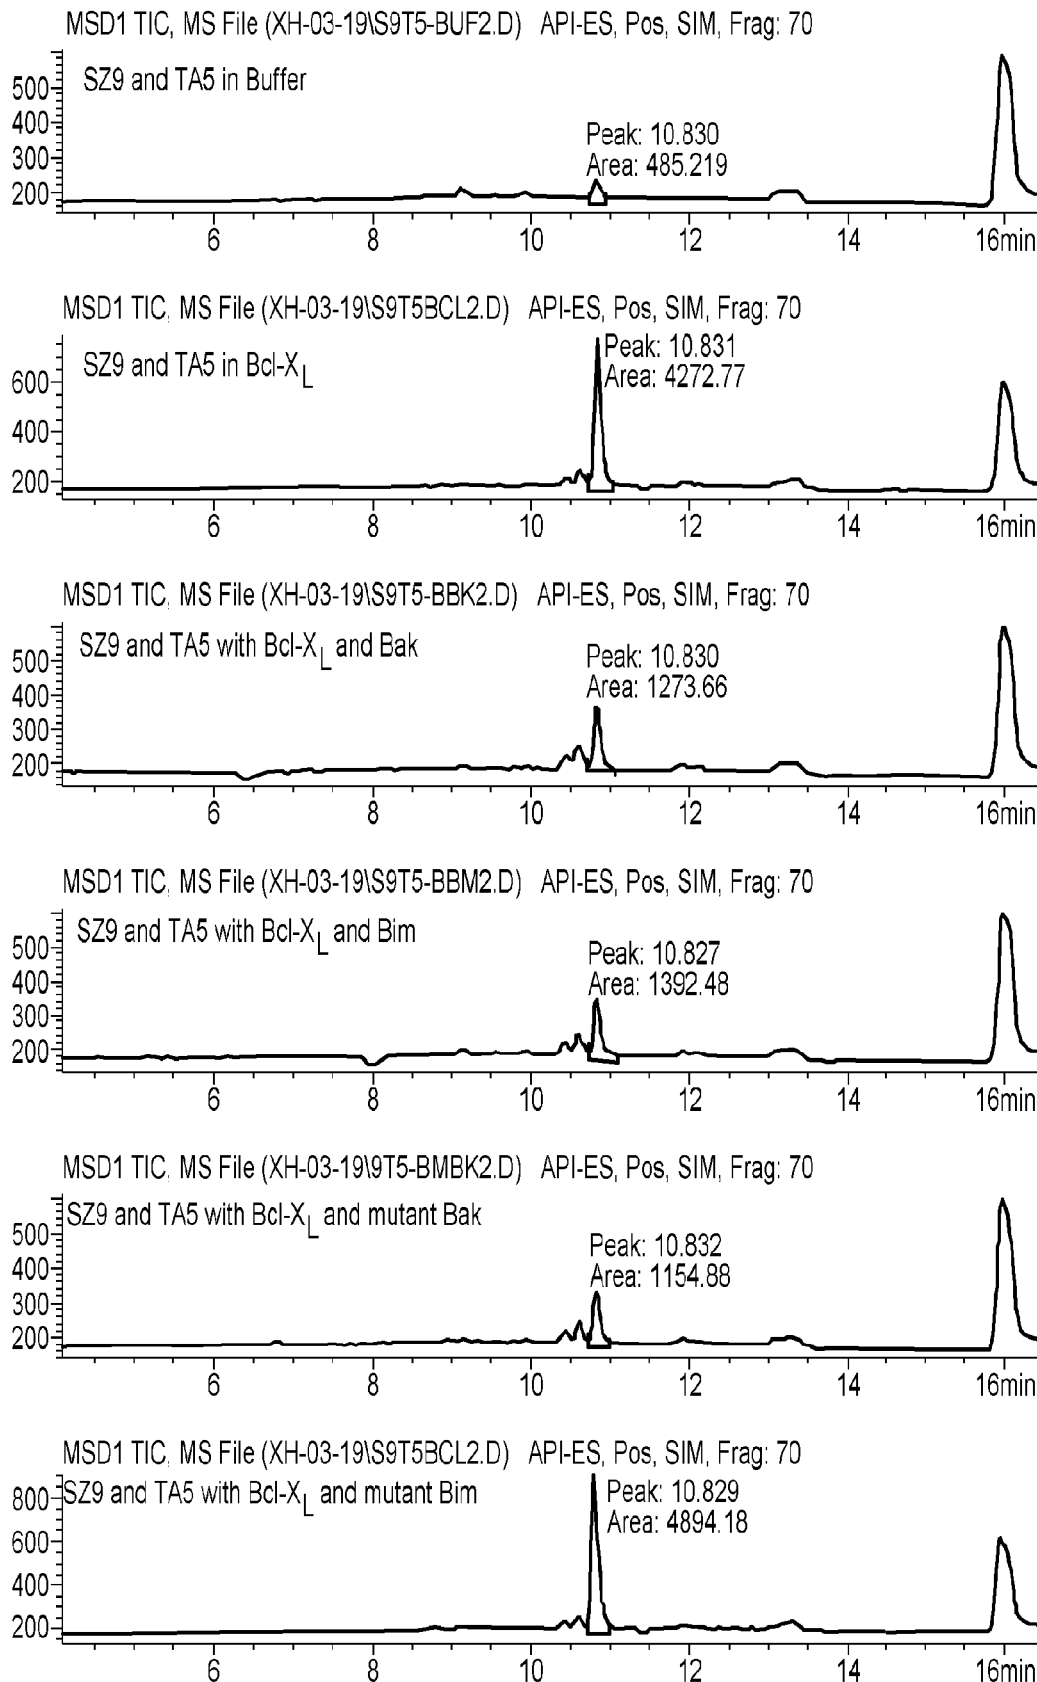 MSD1 TIC, MS File (XH-03-19\S9T5-BUF2.D) API-ES, Pos, SIM, Frag: 70
SZ9 and TA5 in Buffer
500
400
300
200
Peak: 10.830
Area: 485.219
6 8 10 12 14 16min
MSD1 TIC, MS File (XH-03-19\S9T5BCL2.D) API-ES, Pos, SIM, Frag: 70
SZ9 and TA5 in Bcl-XL
600
400
200
Peak: 10.831
Area: 4272.77
6 8 10 12 14 16min
MSD1 TIC, MS File (XH-03-19\S9T5-BBK2.D) API-ES, Pos, SIM, Frag: 70
SZ9 and TA5 with Bcl-XL and Bak
500
400
300
200
Peak: 10.830
Area: 1273.66
6 8 10 12 14 16min
MSD1 TIC, MS File (XH-03-19\S9T5-BBM2.D) API-ES, Pos, SIM, Frag: 70
SZ9 and TA5 with Bcl-XL and Bim
500
400
300
200
Peak: 10.827
Area: 1392.48
6 8 10 12 14 16min
MSD1 TIC, MS File (XH-03-19\9T5-BMBK2.D) API-ES, Pos, SIM, Frag: 70
SZ9 and TA5 with Bcl-XL and mutant Bak
500
400
300
200
Peak: 10.832
Area: 1154.88
6 8 10 12 14 16min
MSD1 TIC, MS File (XH-03-19\S9T5BCL2.D) API-ES, Pos, SIM, Frag: 70
SZ9 and TA5 with Bcl-XL and mutant Bim
800
600
400
200
Peak: 10.829
Area: 4894.18
6 8 10 12 14 16min